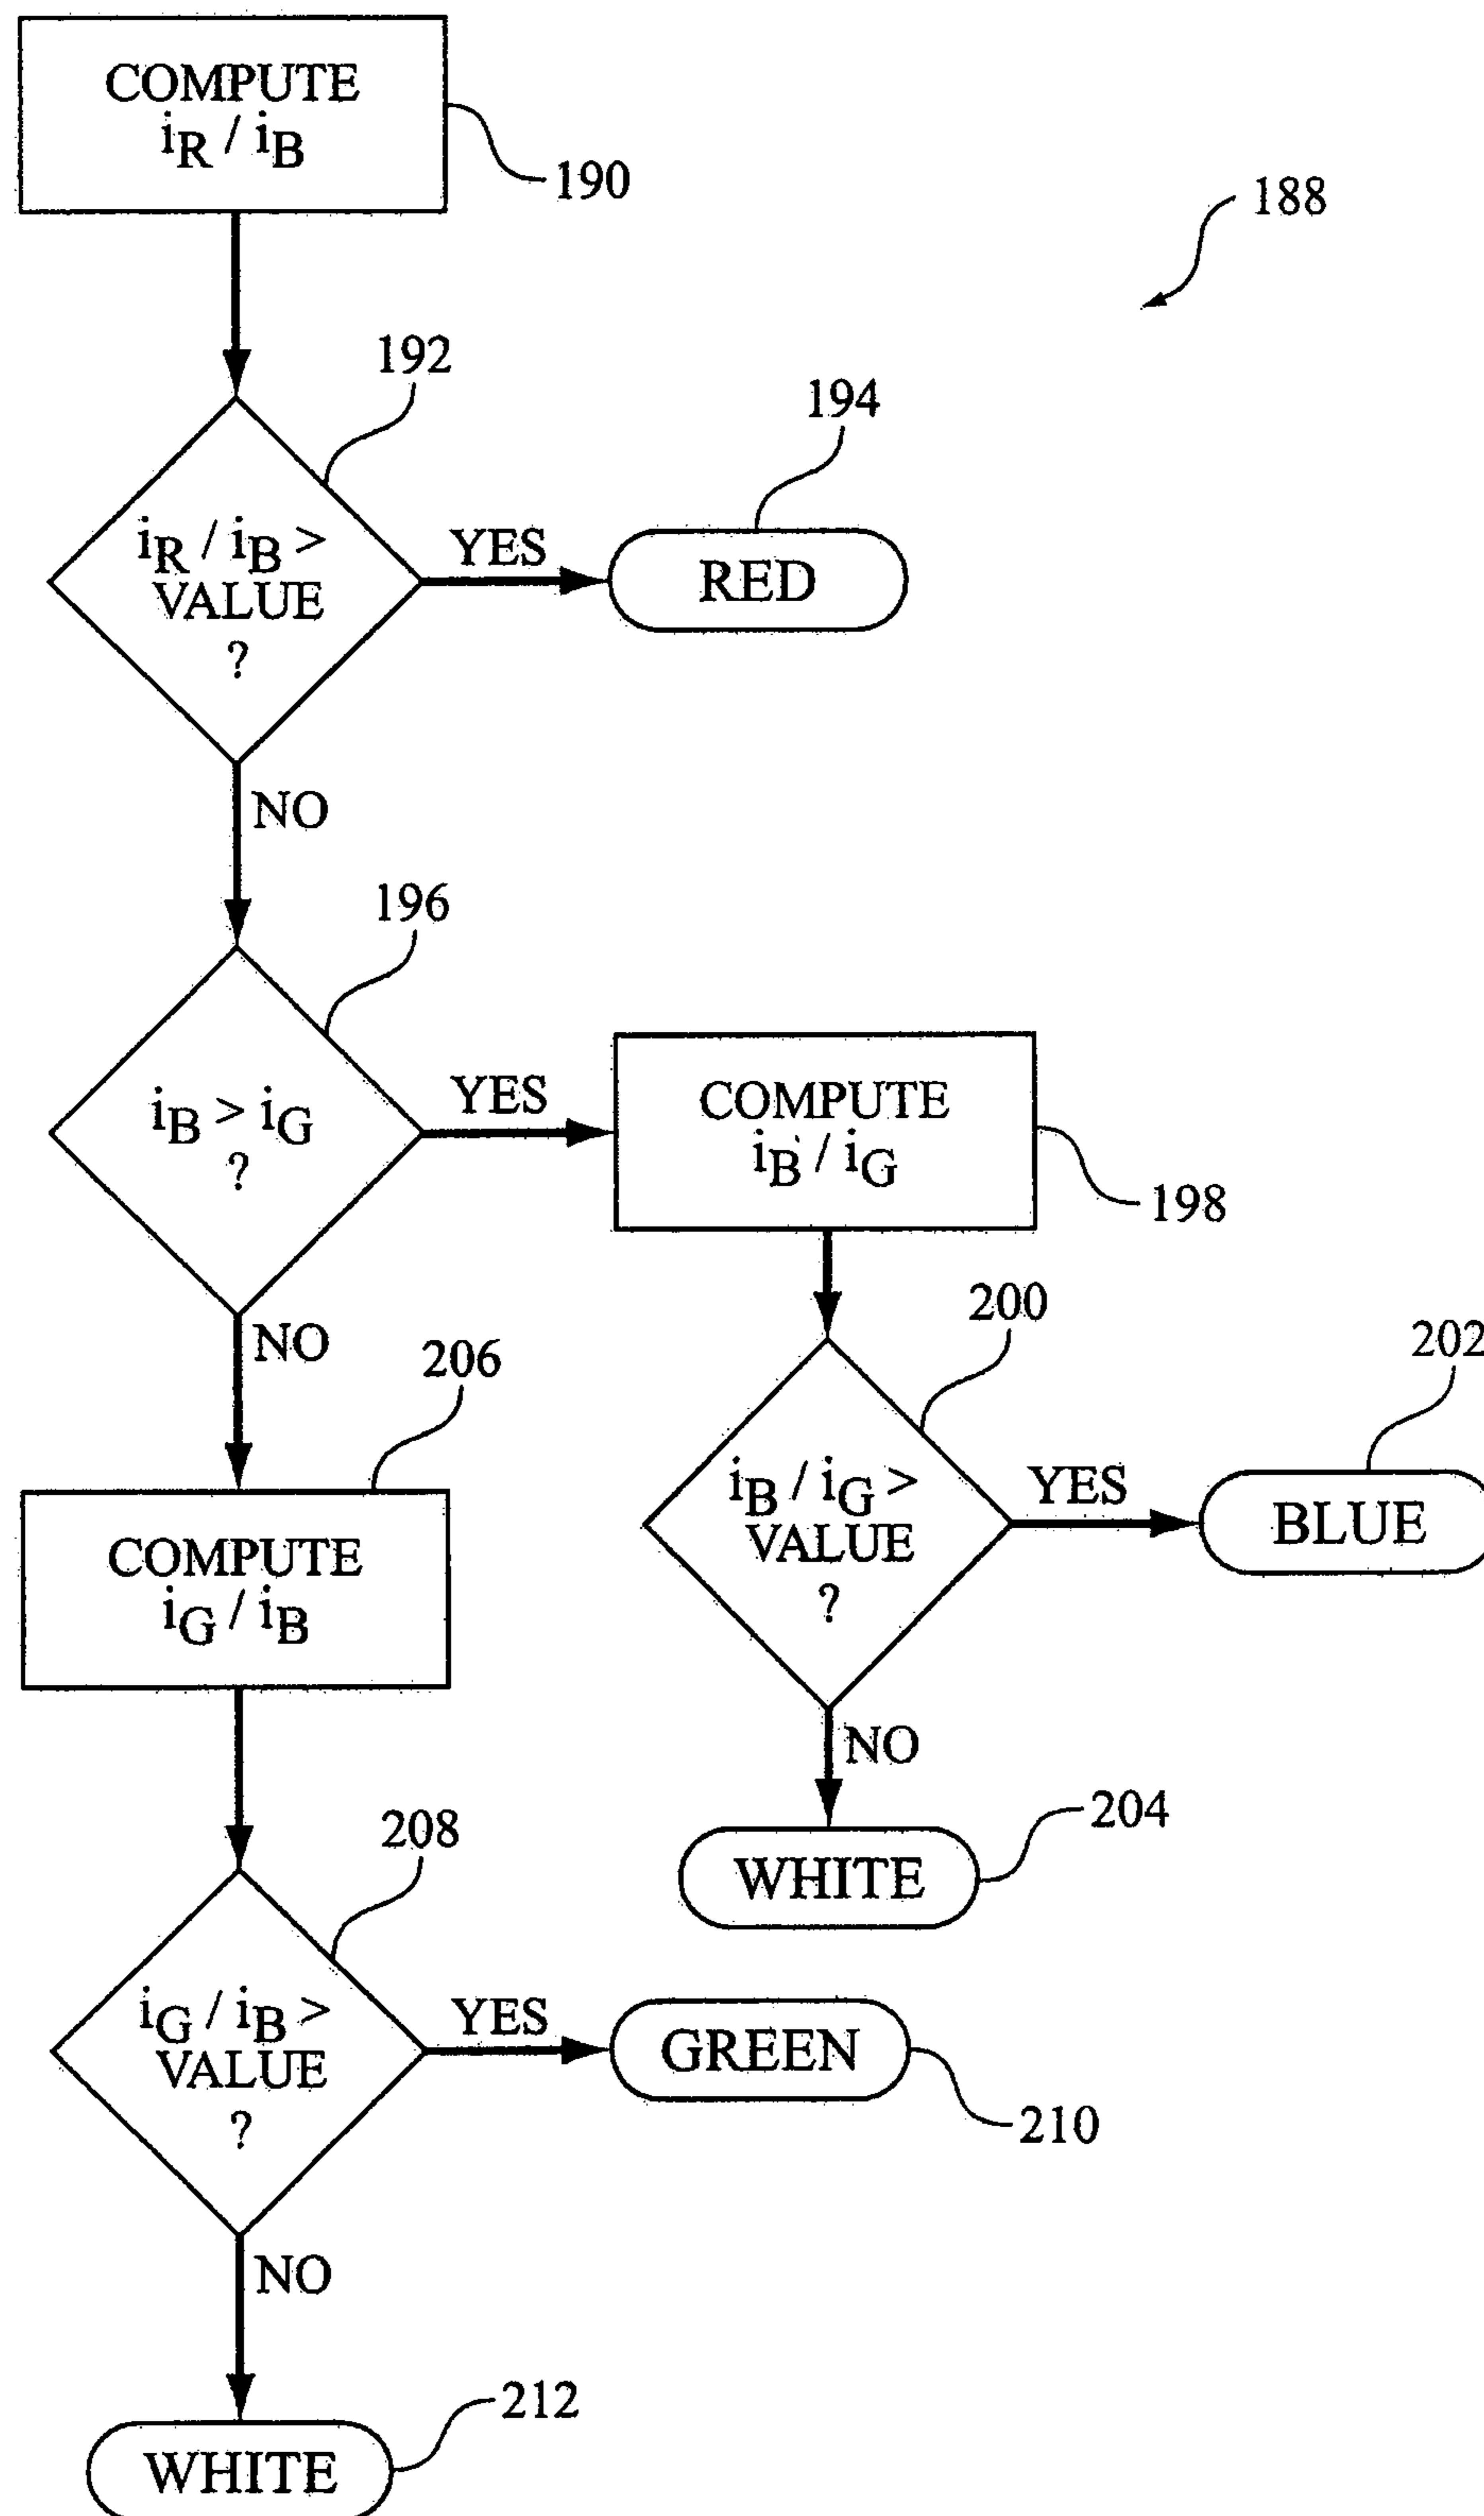 COMPUTE
iR / iB
190
188
192
194
iR / iB >
VALUE
?
YES
RED
NO
196
iB > iG
?
YES
COMPUTE
iB / iG
198
NO
206
200
202
COMPUTE
iG / iB
iB / iG >
VALUE
?
YES
BLUE
NO
204
WHITE
208
iG / iB >
VALUE
?
YES
GREEN
210
NO
212
WHITE